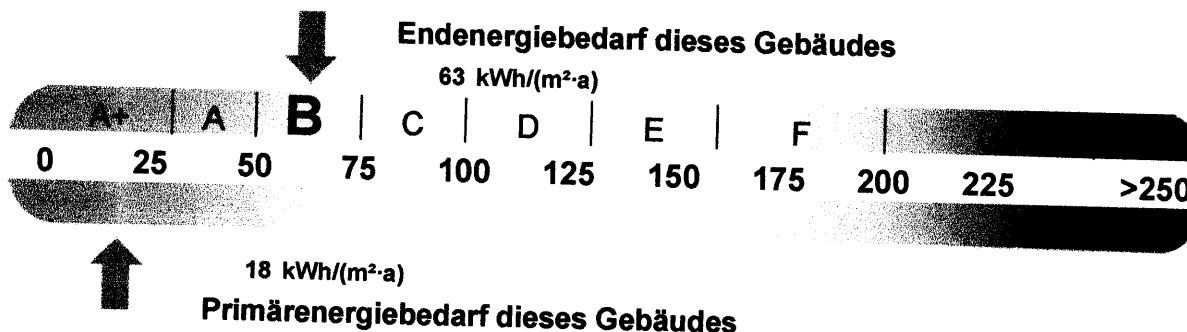 Endenergiebedarf dieses Gebäudes
63 kWh/(m²·a)
A+ A B C D E F
0 25 50 75 100 125 150 175 200 225 >250
18 kWh/(m²·a)
Primärenergiebedarf dieses Gebäudes